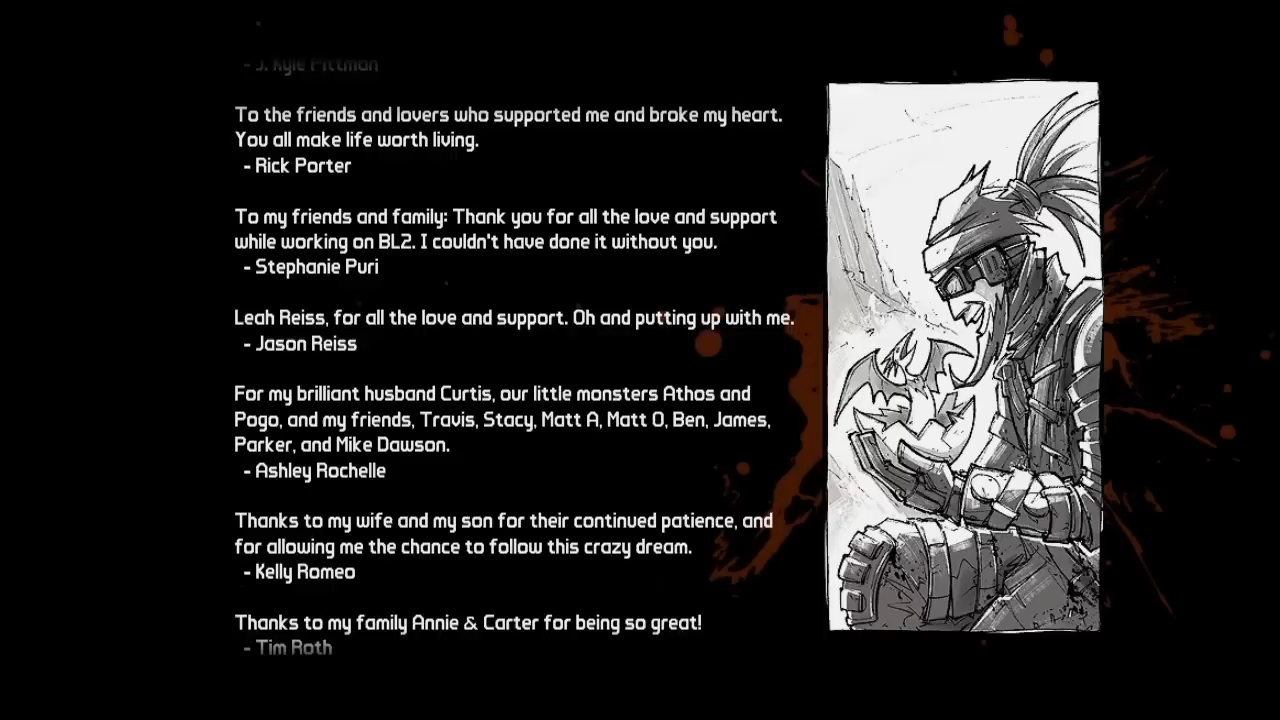 - J. Kyle Pittman
To the friends and lovers who supported me and broke my heart.
You all make life worth living.
- Rick Porter
To my friends and family: Thank you for all the love and support
while working on BL2. I couldn't have done it without you.
- Stephanie Puri
Leah Reiss, for all the love and support. Oh and putting up with me.
- Jason Reiss
For my brilliant husband Curtis, our little monsters Athos and
Pogo, and my friends, Travis, Stacy, Matt A, Matt O, Ben, James,
Parker, and Mike Dawson.
- Ashley Rochelle
Thanks to my wife and my son for their continued patience, and
for allowing me the chance to follow this crazy dream.
- Kelly Romeo
Thanks to my family Annie & Carter for being so great!
- Tim Roth